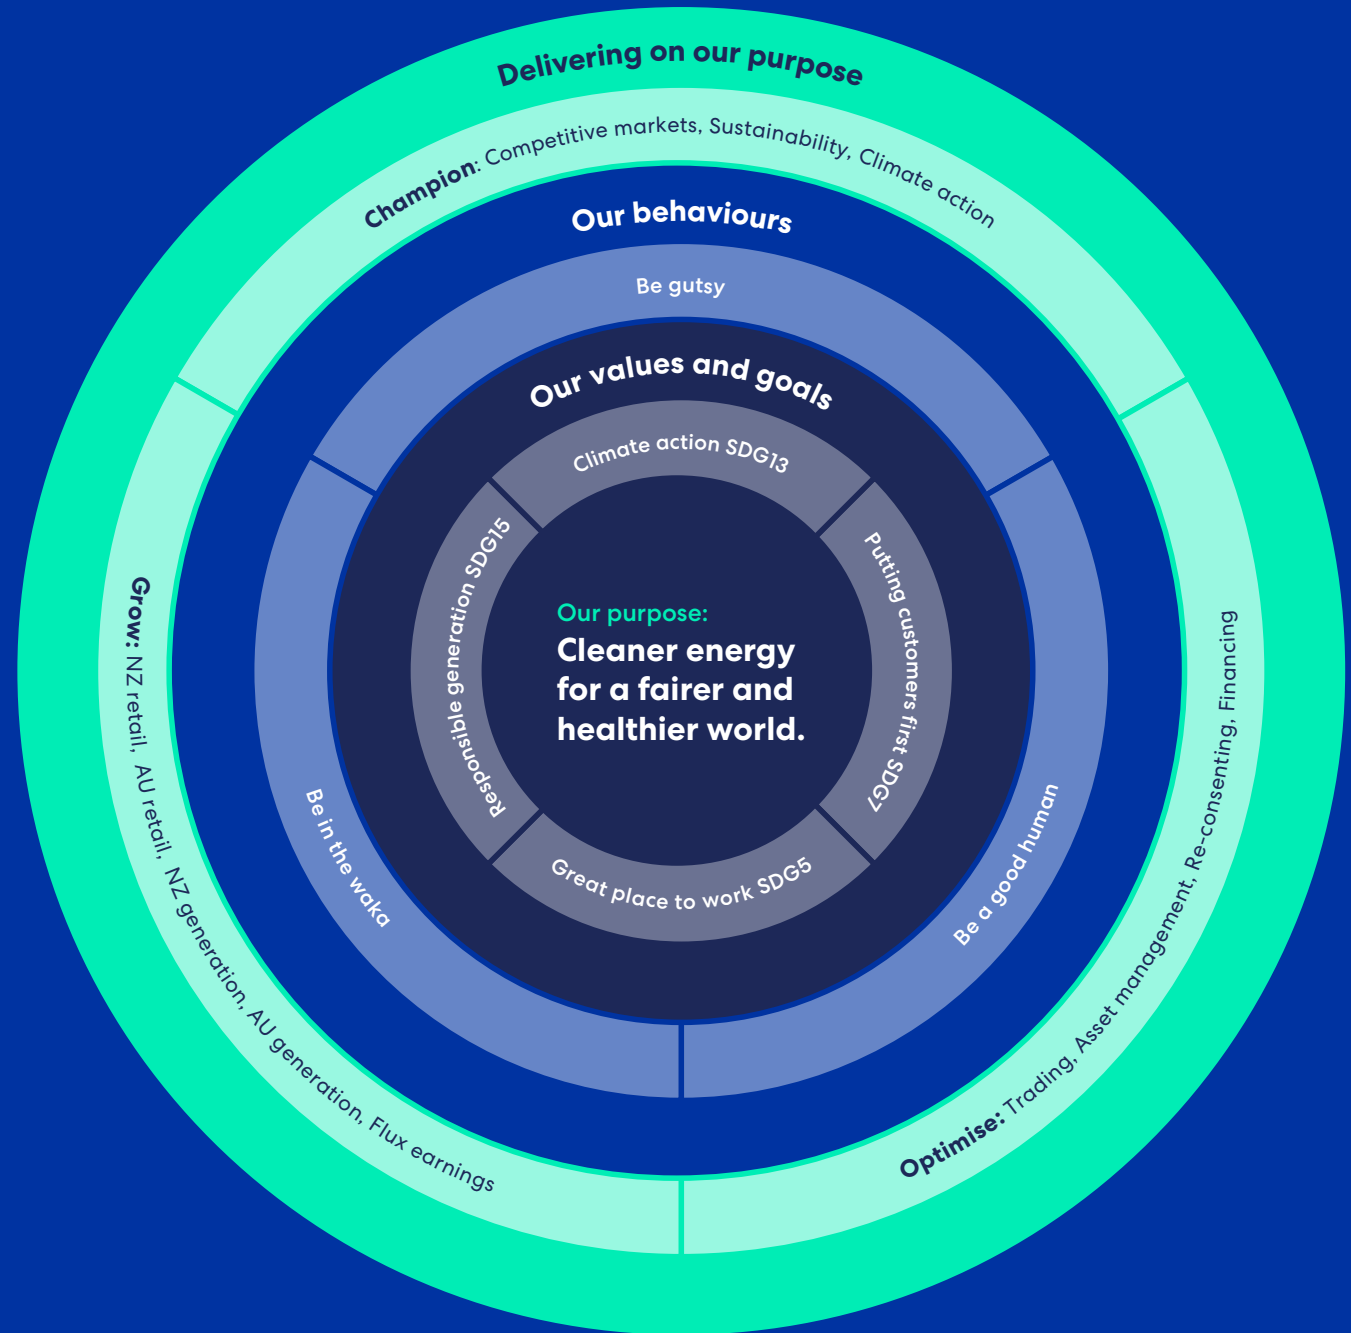 Delivering on our purpose
Champion: Competitive markets, Sustainability, Climate action
Our behaviours
Be gutsy
Our values and goals
Climate action SDG13
Responsible generation SDG15
Putting customers first SDG7
Our purpose:
Cleaner energy
for a fairer and
healthier world.
Great place to work SDG5
Be in the waka
Be a good human
Grow: NZ retail, AU retail, NZ generation, AU generation, Flux earnings
Optimise: Trading, Asset management, Re-consenting, Financing